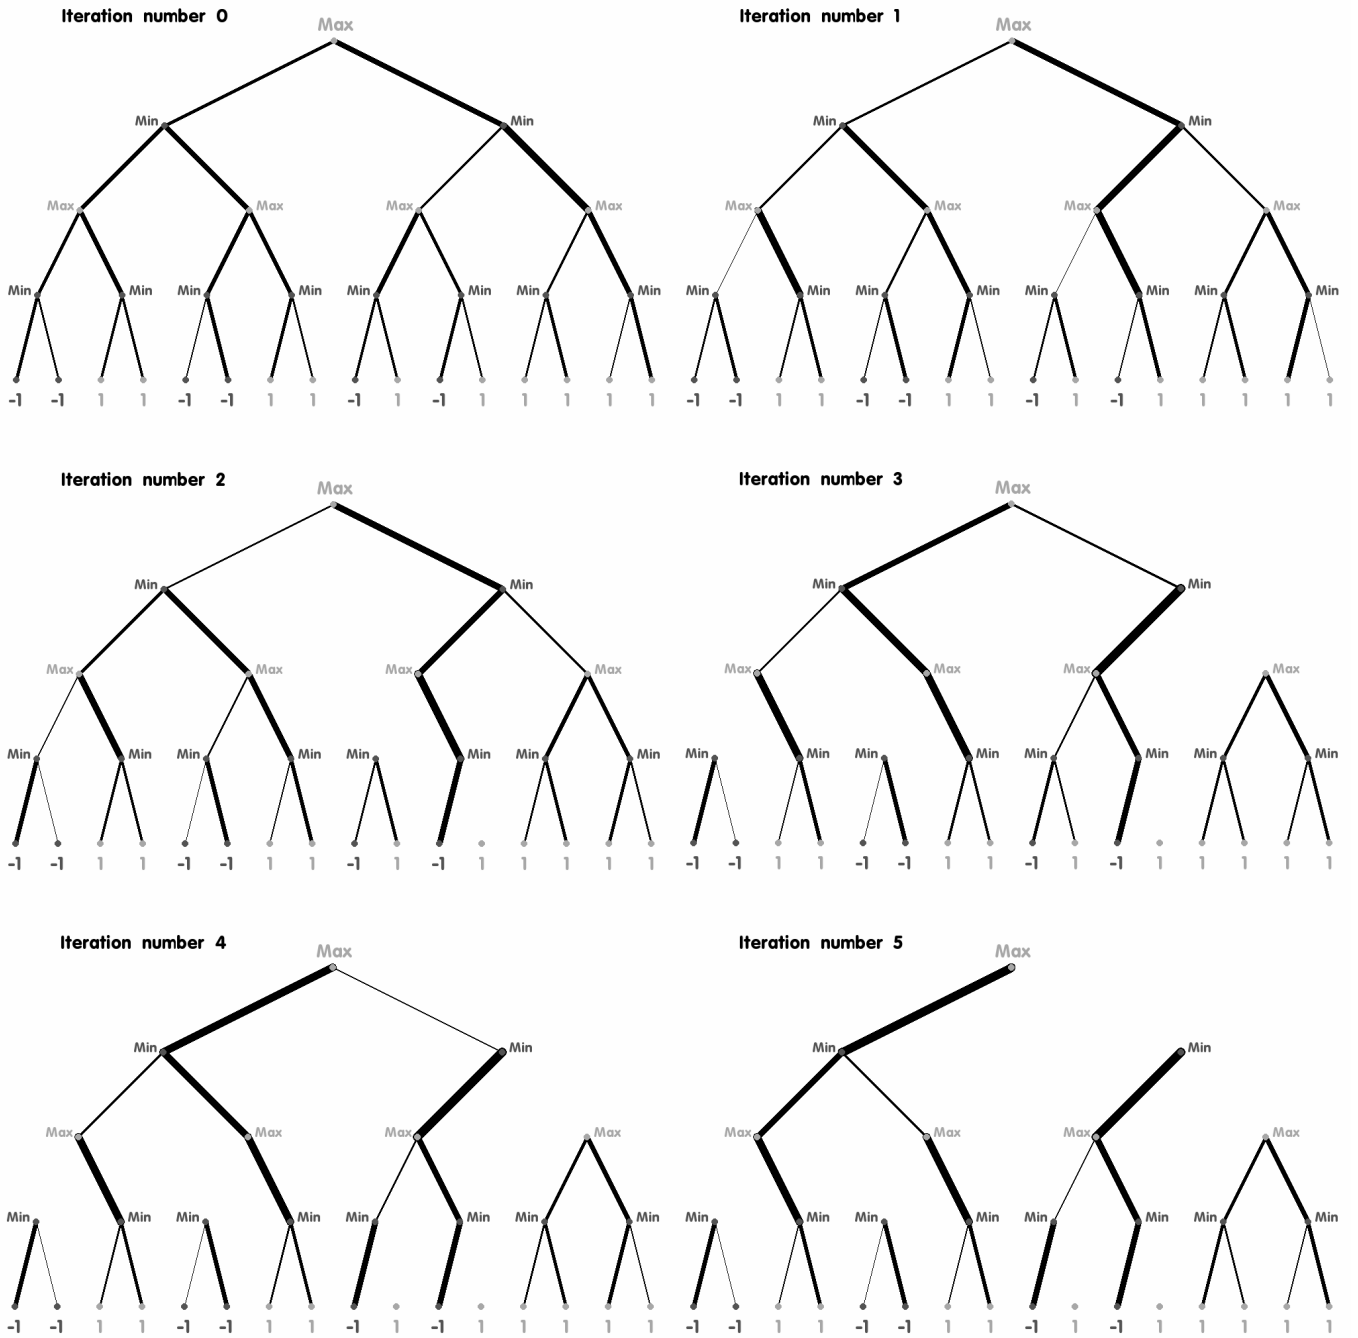 Iteration number 0
Max
Min Min
Max Max Max Max
Min Min Min Min Min Min Min Min
-1 -1 1 1 -1 -1 1 1 -1 1 -1 1 1 1 1 1
Iteration number 1
Max
Min Min
Max Max Max Max
Min Min Min Min Min Min Min Min
-1 -1 1 1 -1 -1 1 1 -1 1 -1 1 1 1 1 1
Iteration number 2
Max
Min Min
Max Max Max Max
Min Min Min Min Min Min Min Min
-1 -1 1 1 -1 -1 1 1 -1 1 -1 1 1 1 1 1
Iteration number 3
Max
Min Min
Max Max Max Max
Min Min Min Min Min Min Min Min
-1 -1 1 1 -1 -1 1 1 -1 1 -1 1 1 1 1 1
Iteration number 4
Max
Min Min
Max Max Max Max
Min Min Min Min Min Min Min Min
-1 -1 1 1 -1 -1 1 1 -1 1 -1 1 1 1 1 1
Iteration number 5
Max
Min Min
Max Max Max Max
Min Min Min Min Min Min Min Min
-1 -1 1 1 -1 -1 1 1 -1 1 -1 1 1 1 1 1